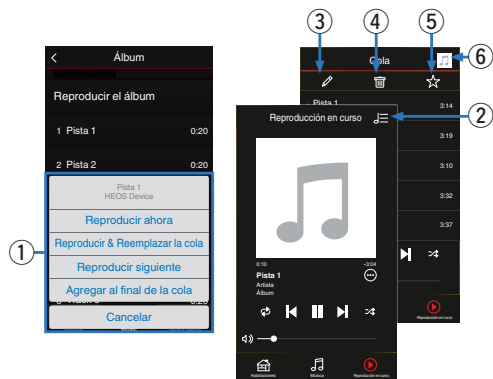 3
4
5
6
2
1
Álbum
Reproducir el álbum
1 Pista 1 0:20
2 Pista 2 0:20
Pista 1
HEOS Device
Reproducir ahora
Reproducir & Reemplazar la cola
Reproducir siguiente
Agregar al final de la cola
0:20
Cancelar
Cola
Pista 1 3:14
3:19
3:10
3:32
3:37
Reproducción en curso
Reproducción en curso
0:10 -3:04
Pista 1
Artista
Álbum
Habitaciones Música Reproducción en curso